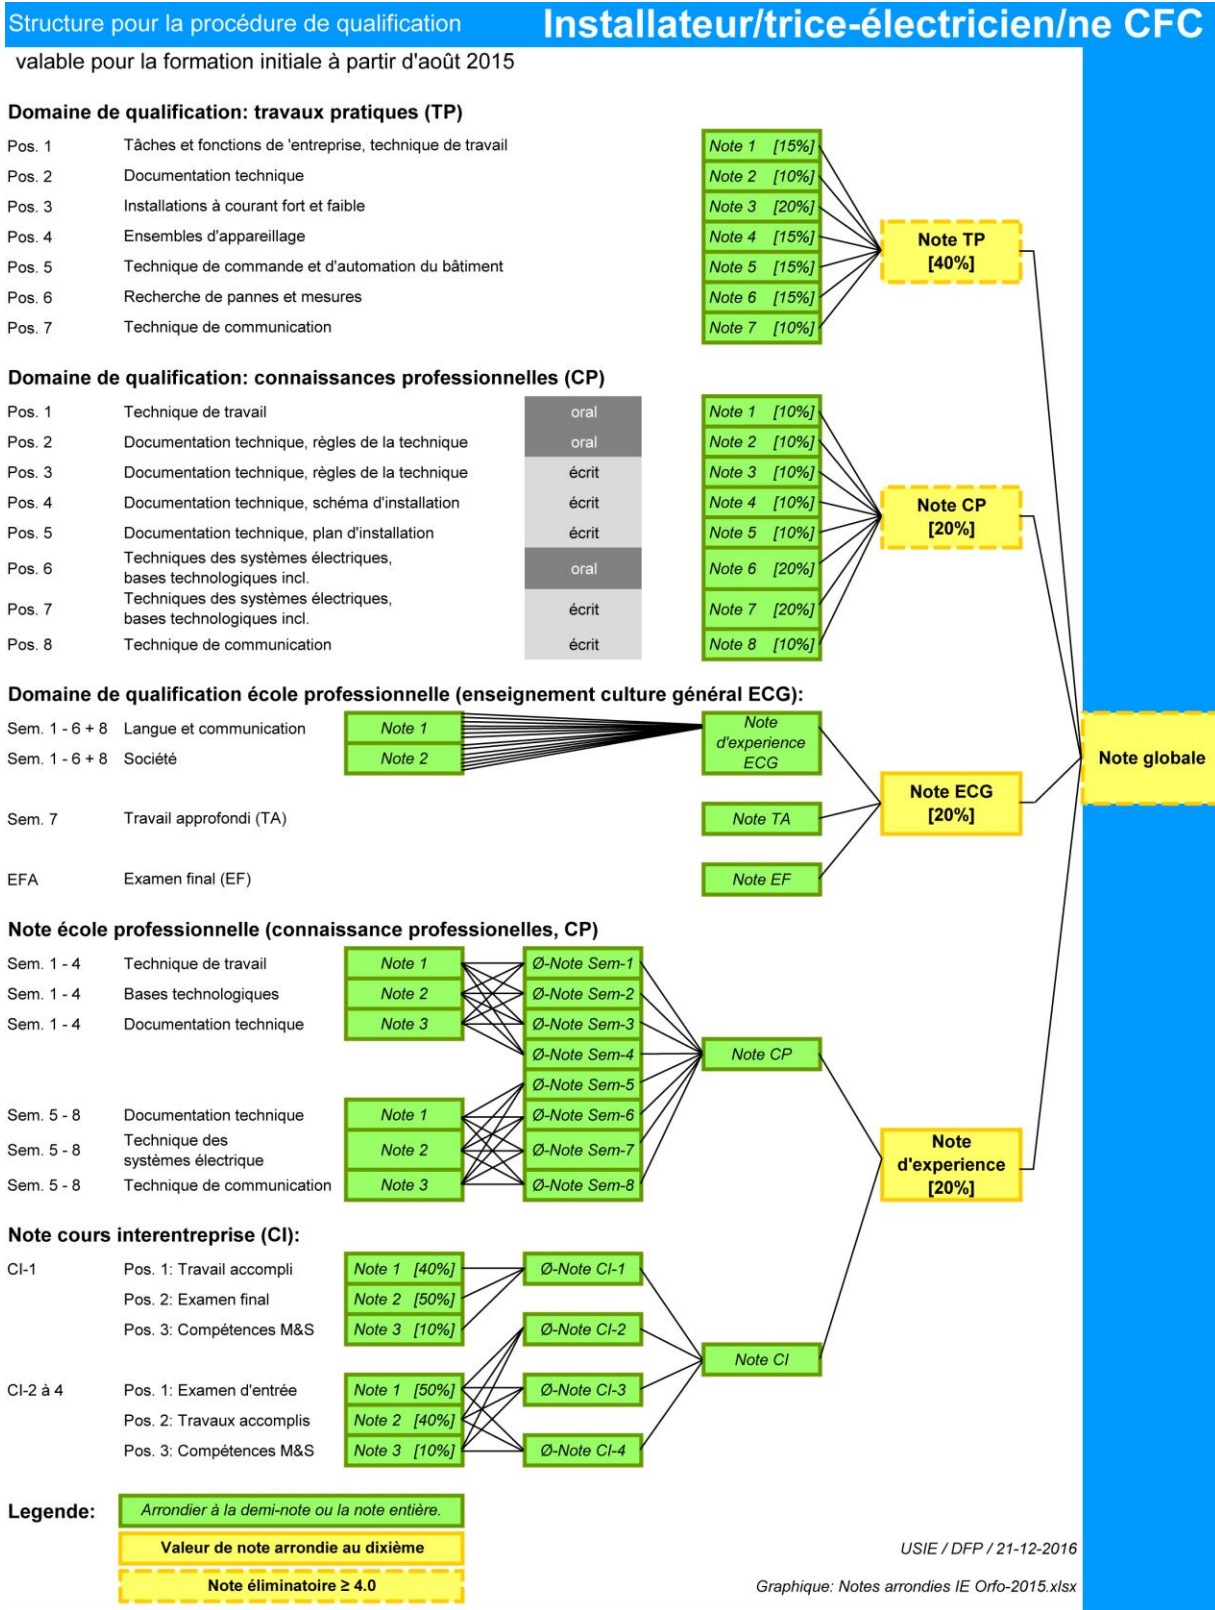 Structure pour la procédure de qualification Installateur/trice-électricien/ne CFC
valable pour la formation initiale à partir d'août 2015
Domaine de qualification: travaux pratiques (TP)
Pos. 1 Tâches et fonctions de 'entreprise, technique de travail Note 1 [15%]
Pos. 2 Documentation technique Note 2 [10%]
Pos. 3 Installations à courant fort et faible Note 3 [20%]
Pos. 4 Ensembles d'appareillage Note 4 [15%]
Note TP
[40%]
Pos. 5 Technique de commande et d'automation du bâtiment Note 5 [15%]
Pos. 6 Recherche de pannes et mesures Note 6 [15%]
Pos. 7 Technique de communication Note 7 [10%]
Domaine de qualification: connaissances professionnelles (CP)
Pos. 1 Technique de travail oral Note 1 [10%]
Pos. 2 Documentation technique, règles de la technique oral Note 2 [10%]
Pos. 3 Documentation technique, règles de la technique écrit Note 3 [10%]
Pos. 4 Documentation technique, schéma d'installation écrit Note 4 [10%]
Note CP
[20%]
Pos. 5 Documentation technique, plan d'installation écrit Note 5 [10%]
Pos. 6 Techniques des systèmes électriques,
bases technologiques incl. oral Note 6 [20%]
Pos. 7 Techniques des systèmes électriques,
bases technologiques incl. écrit Note 7 [20%]
Pos. 8 Technique de communication écrit Note 8 [10%]
Domaine de qualification école professionnelle (enseignement culture général ECG):
Sem. 1 - 6 + 8 Langue et communication Note 1
Note
d'experience
ECG
Sem. 1 - 6 + 8 Société Note 2
Note globale
Note ECG
[20%]
Sem. 7 Travail approfondi (TA) Note TA
EFA Examen final (EF) Note EF
Note école professionnelle (connaissance professionelles, CP)
Sem. 1 - 4 Technique de travail Note 1 Ø-Note Sem-1
Sem. 1 - 4 Bases technologiques Note 2 Ø-Note Sem-2
Sem. 1 - 4 Documentation technique Note 3 Ø-Note Sem-3
Ø-Note Sem-4 Note CP
Ø-Note Sem-5
Sem. 5 - 8 Documentation technique Note 1 Ø-Note Sem-6
Sem. 5 - 8 Technique des
systèmes électrique Note 2 Ø-Note Sem-7
Note
d'experience
[20%]
Sem. 5 - 8 Technique de communication Note 3 Ø-Note Sem-8
Note cours interentreprise (CI):
CI-1 Pos. 1: Travail accompli Note 1 [40%] Ø-Note CI-1
Pos. 2: Examen final Note 2 [50%]
Pos. 3: Compétences M&S Note 3 [10%] Ø-Note CI-2
Note CI
CI-2 à 4 Pos. 1: Examen d'entrée Note 1 [50%] Ø-Note CI-3
Pos. 2: Travaux accomplis Note 2 [40%]
Pos. 3: Compétences M&S Note 3 [10%] Ø-Note CI-4
Legende: Arrondier à la demi-note ou la note entière.
Valeur de note arrondie au dixième
USIE / DFP / 21-12-2016
Note éliminatoire ≥ 4.0
Graphique: Notes arrondies IE Orfo-2015.xlsx